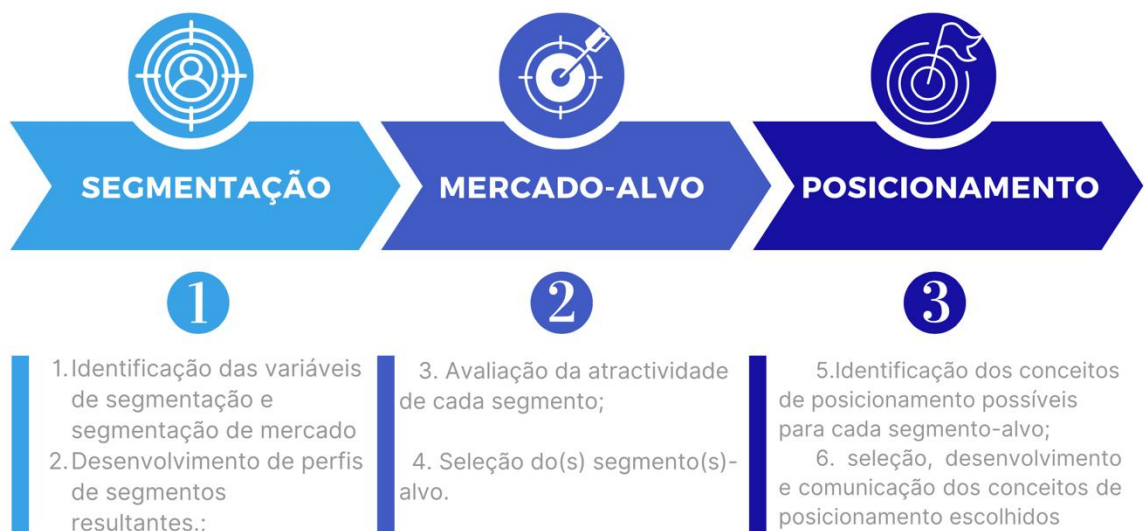 SEGMENTAÇÃO
MERCADO-ALVO
POSICIONAMENTO
1
2
3
1.Identificação das variáveis
de segmentação e
segmentação de mercado
2.Desenvolvimento de perfis
de segmentos
resultantes.:
3. Avaliação da atractividade
de cada segmento;
4. Seleção do(s) segmento(s)-
alvo.
5.Identificação dos conceitos
de posicionamento possíveis
para cada segmento-alvo;
6. seleção, desenvolvimento
e comunicação dos conceitos de
posicionamento escolhidos